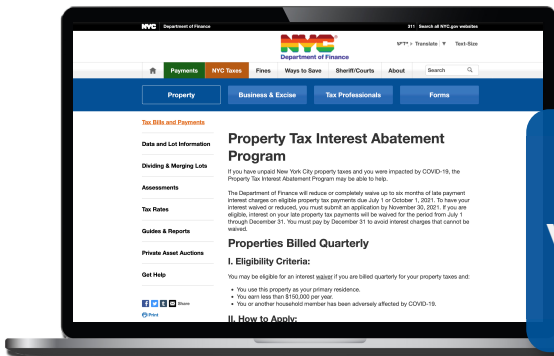 NYC Department of Finance
311 Search all NYC.gov websites
NYC
Department of Finance
Translate ▼ Text-Size
Payments NYC Taxes Fines Ways to Save Sheriff/Courts About Search
Property Business & Excise Tax Professionals Forms
Tax Bills and Payments
Data and Lot Information
Dividing & Merging Lots
Assessments
Tax Rates
Guides & Reports
Private Asset Auctions
Get Help
Share
Print
Property Tax Interest Abatement
Program
If you have unpaid New York City property taxes and you were impacted by COVID-19, the
Property Tax Interest Abatement Program may be able to help.
The Department of Finance will reduce or completely waive up to six months of late payment
interest charges on eligible property tax payments due July 1 or October 1, 2021. To have your
interest waived or reduced, you must submit an application by November 30, 2021. If you are
eligible, interest on your late property tax payments will be waived for the period from July 1
through December 31. You must pay by December 31 to avoid interest charges that cannot be
waived.
Properties Billed Quarterly
I. Eligibility Criteria:
You may be eligible for an interest waiver if you are billed quarterly for your property taxes and:
• You use this property as your primary residence.
• You earn less than $150,000 per year.
• You or another household member has been adversely affected by COVID-19.
II. How to Apply: